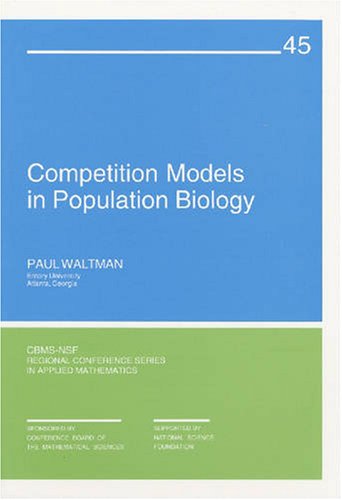 45
Competition Models
in Population Biology
PAUL WALTMAN
Emory University
Atlanta, Georgia
CBMS-NSF
REGIONAL CONFERENCE SERIES
IN APPLIED MATHEMATICS
SPONSORED BY
CONFERENCE BOARD OF
THE MATHEMATICAL SCIENCES
SUPPORTED BY
NATIONAL SCIENCE
FOUNDATION